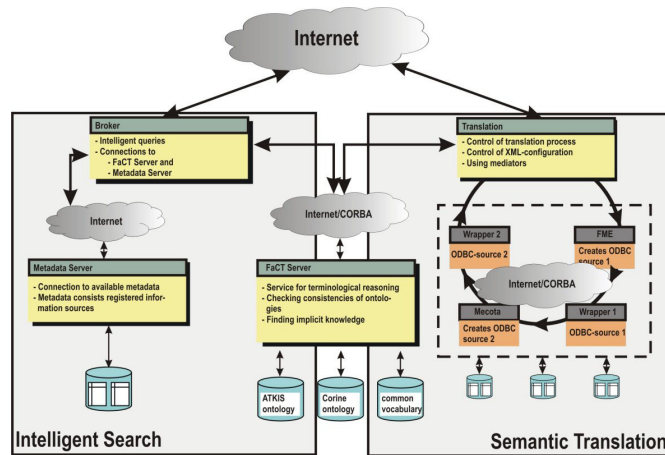 Internet
Broker
- Intelligent queries
- Connections to
- FaCT Server and
- Metadata Server
Translation
- Control of translation process
- Control of XML-configuration
- Using mediators
Internet
Internet/CORBA
Metadata Server
- Connection to available metadata
- Metadata consists registered infor-
mation sources
FaCT Server
- Service for terminological reasoning
- Checking consistencies of ontolo-
gies
- Finding implicit knowledge
Wrapper 2
ODBC-source 2
FME
Creates ODBC
source 1
Internet/CORBA
Mecota
Creates ODBC
source 2
Wrapper 1
ODBC-source 1
ATKIS
ontology
Corine
ontology
common
vocabulary
Intelligent Search
Semantic Translation